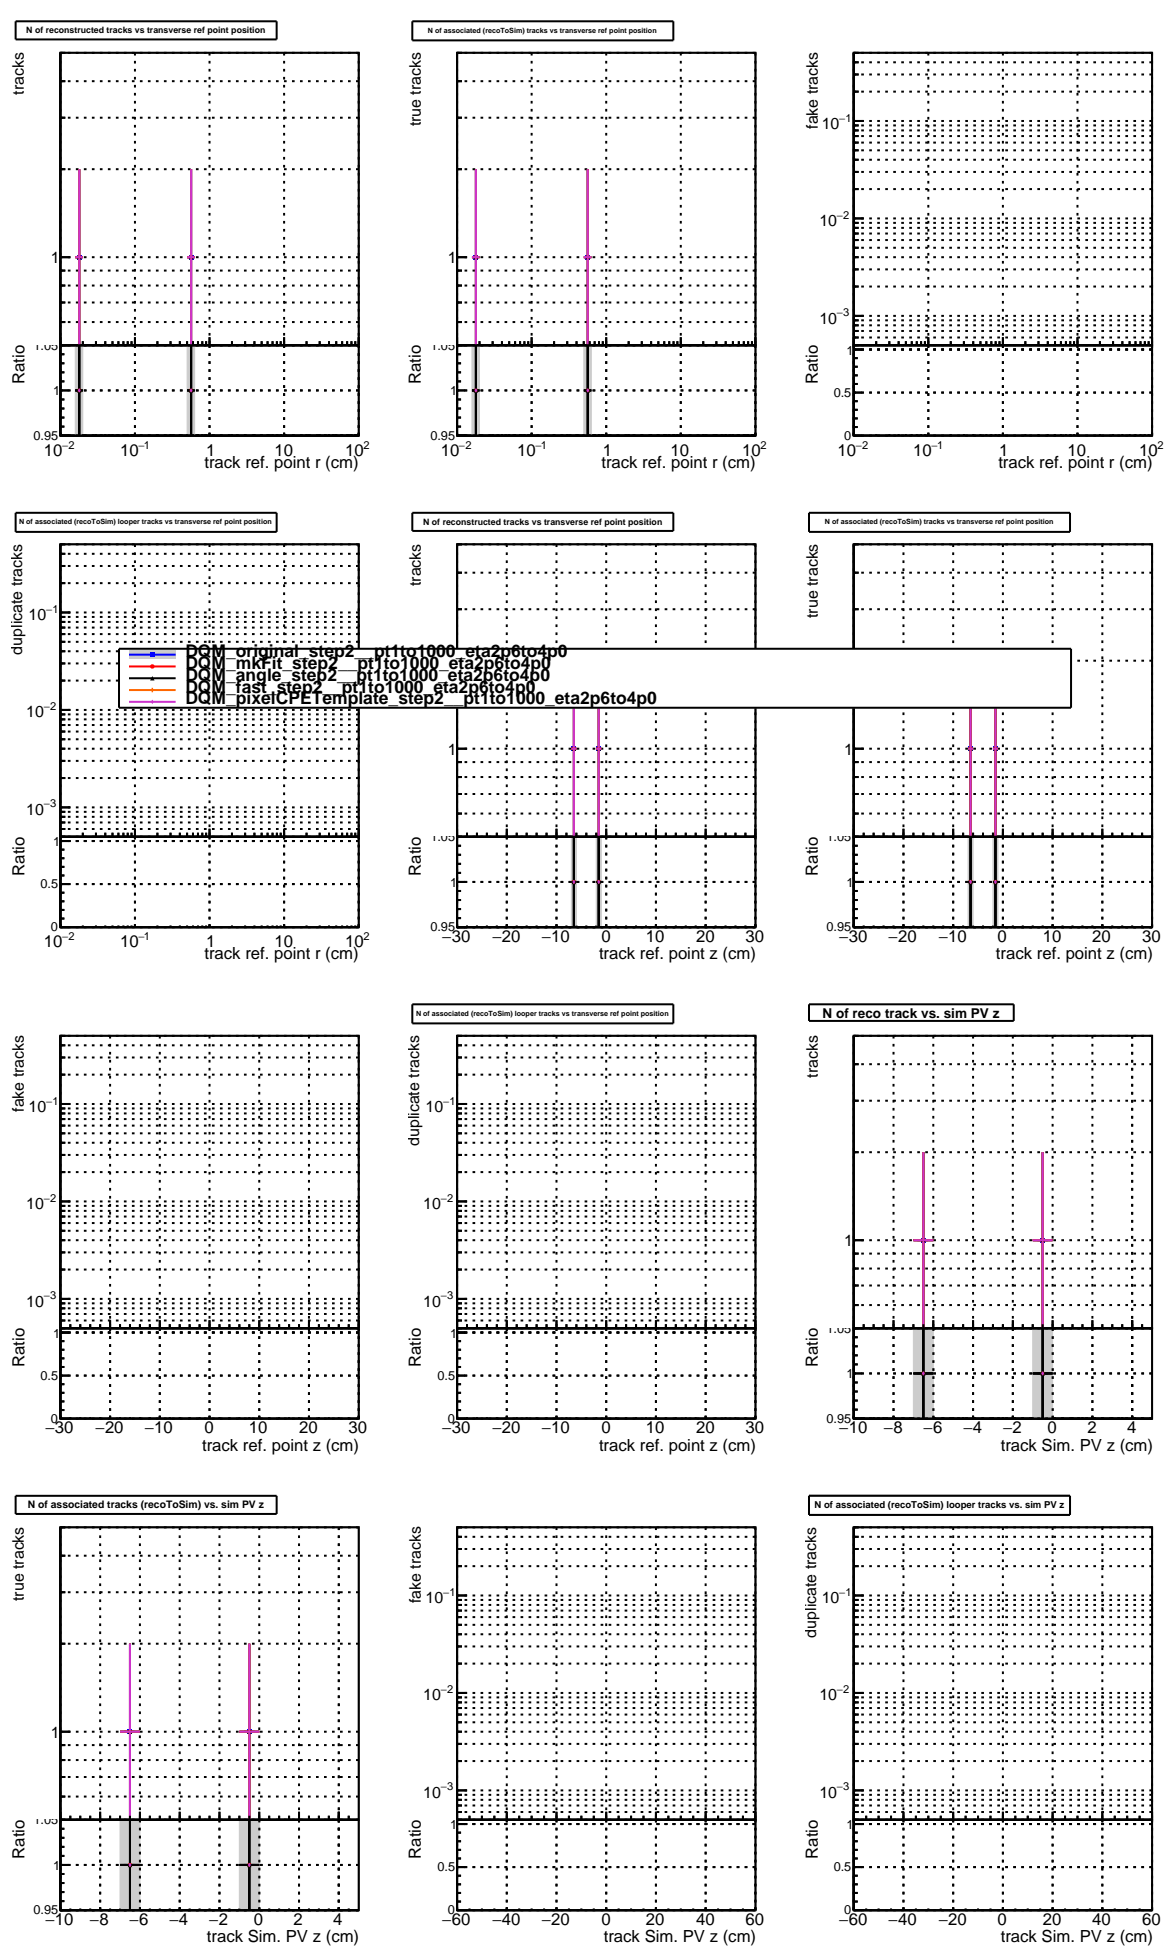 N of reconstructed tracks vs transverse ref point position
tracks
1
1.05
Ratio
1
0.95
10⁻² 10⁻¹ 1 10 10²
track ref. point r (cm)
N of associated (recoToSim) tracks vs transverse ref point position
true tracks
1
1.05
Ratio
1
0.95
10⁻² 10⁻¹ 1 10 10²
track ref. point r (cm)
fake tracks
10⁻¹
10⁻²
10⁻³
Ratio
1
0.5
0
10⁻² 10⁻¹ 1 10 10²
track ref. point r (cm)
N of associated (recoToSim) looper tracks vs transverse ref point position
duplicate tracks
10⁻¹
10⁻²
10⁻³
Ratio
1
0.5
0
10⁻² 10⁻¹ 1 10 10²
track ref. point r (cm)
N of reconstructed tracks vs transverse ref point position
tracks
1
1.05
Ratio
1
0.95
−30 −20 −10 0 10 20 30
track ref. point z (cm)
N of associated (recoToSim) tracks vs transverse ref point position
true tracks
1
1.05
Ratio
1
0.95
−30 −20 −10 0 10 20 30
track ref. point z (cm)
DQM_original_step2__pt1to1000_eta2p6to4p0
DQM_mkFit_step2__pt1to1000_eta2p6to4p0
DQM_angle_step2__pt1to1000_eta2p6to4p0
DQM_fast_step2__pt1to1000_eta2p6to4p0
DQM_pixelCPETemplate_step2__pt1to1000_eta2p6to4p0
fake tracks
10⁻¹
10⁻²
10⁻³
Ratio
1
0.5
0
−30 −20 −10 0 10 20 30
track ref. point z (cm)
N of associated (recoToSim) looper tracks vs transverse ref point position
duplicate tracks
10⁻¹
10⁻²
10⁻³
Ratio
1
0.5
0
−30 −20 −10 0 10 20 30
track ref. point z (cm)
N of reco track vs. sim PV z
tracks
1
1.05
Ratio
1
0.95
−10 −8 −6 −4 −2 0 2 4
track Sim. PV z (cm)
N of associated tracks (recoToSim) vs. sim PV z
true tracks
1
1.05
Ratio
1
0.95
−10 −8 −6 −4 −2 0 2 4
track Sim. PV z (cm)
fake tracks
10⁻¹
10⁻²
10⁻³
Ratio
1
0.5
0
−60 −40 −20 0 20 40 60
track Sim. PV z (cm)
N of associated (recoToSim) looper tracks vs. sim PV z
duplicate tracks
10⁻¹
10⁻²
10⁻³
Ratio
1
0.5
0
−60 −40 −20 0 20 40 60
track Sim. PV z (cm)